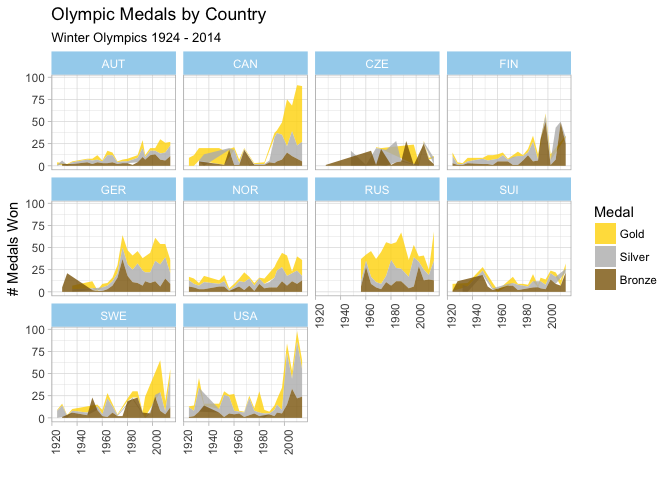 Olympic Medals by Country
Winter Olympics 1924 - 2014
AUT CAN CZE FIN
100
75
50
25
0
GER NOR RUS SUI
100
75
50
25
0
SWE USA
100
75
50
25
0
1920 1940 1960 1980 2000 1920 1940 1960 1980 2000
1920 1940 1960 1980 2000 1920 1940 1960 1980 2000
# Medals Won
Medal
Gold
Silver
Bronze